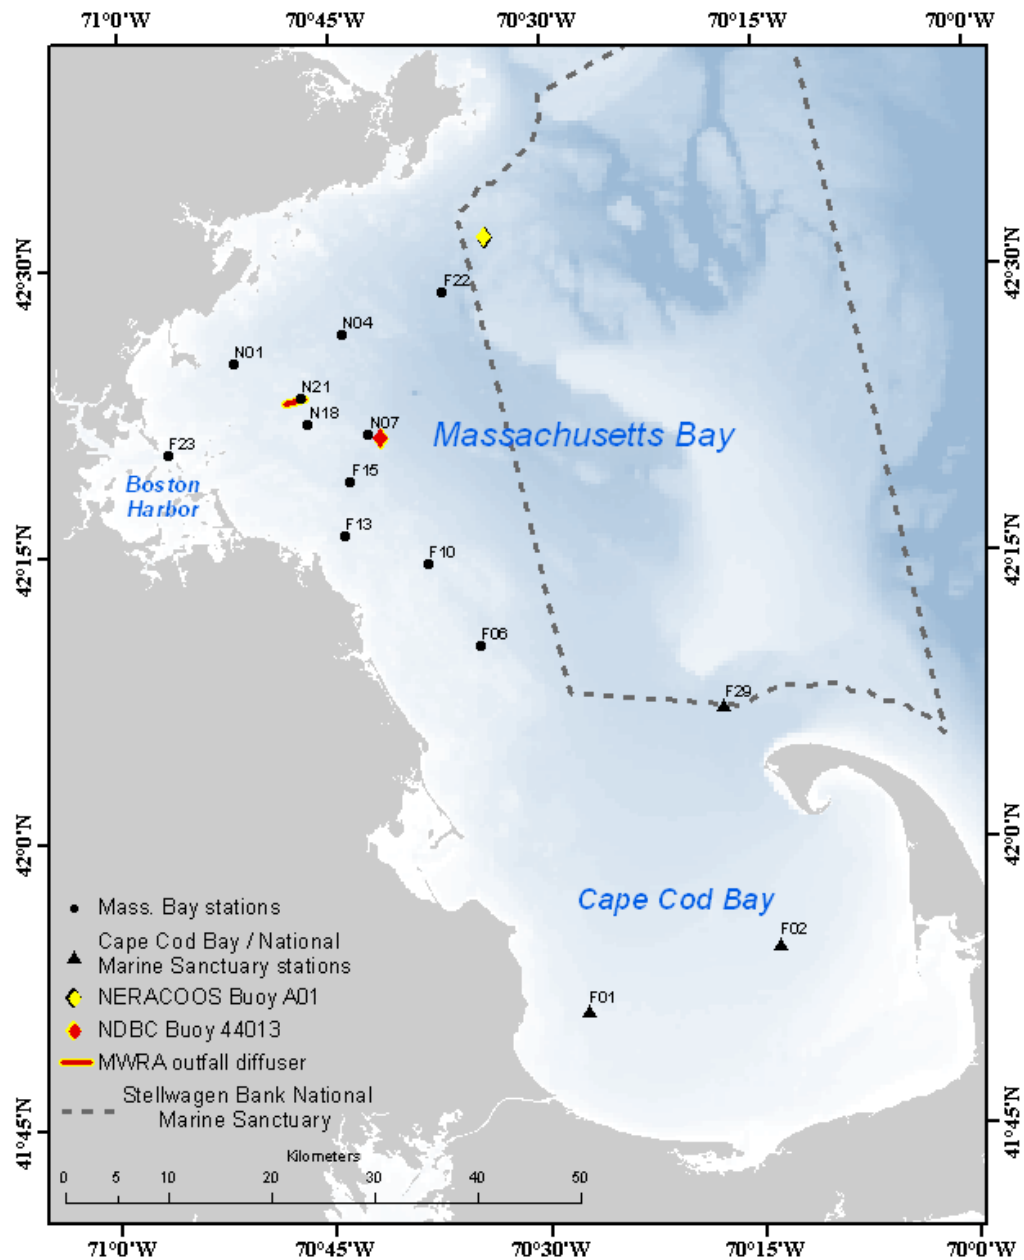 71°0'W 70°45'W 70°30'W 70°15'W 70°0'W
42°30'N
42°30'N
F22
N04
N01
N21
N18
N07
Massachusetts Bay
F23
F15
Boston
Harbor
F13
42°15'N
42°15'N
F10
F06
F29
42°0'N
42°0'N
Cape Cod Bay
Mass. Bay stations
F02
Cape Cod Bay / National
Marine Sanctuary stations
NERACOOS Buoy A01
F01
NDBC Buoy 44013
MWRA outfall diffuser
Stellwagen Bank National
Marine Sanctuary
41°45'N
41°45'N
Kilometers
0 5 10 20 30 40 50
71°0'W 70°45'W 70°30'W 70°15'W 70°0'W